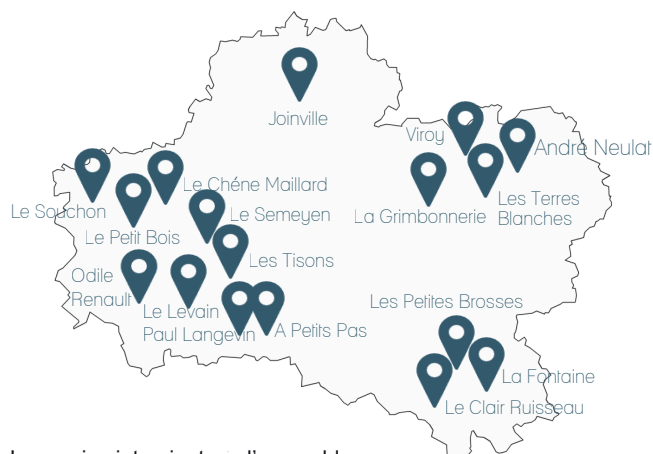 Joinville
Viroy
André Neulat
Le Chéne Maillard
Les Terres
Blanches
Le Souchon
Le Semeyen
La Grimbonnerie
Le Petit Bois
Les Tisons
Odile
Renault
Le Levain
Les Petites Brosses
Paul Langevin
A Petits Pas
La Fontaine
Le Clair Ruisseau